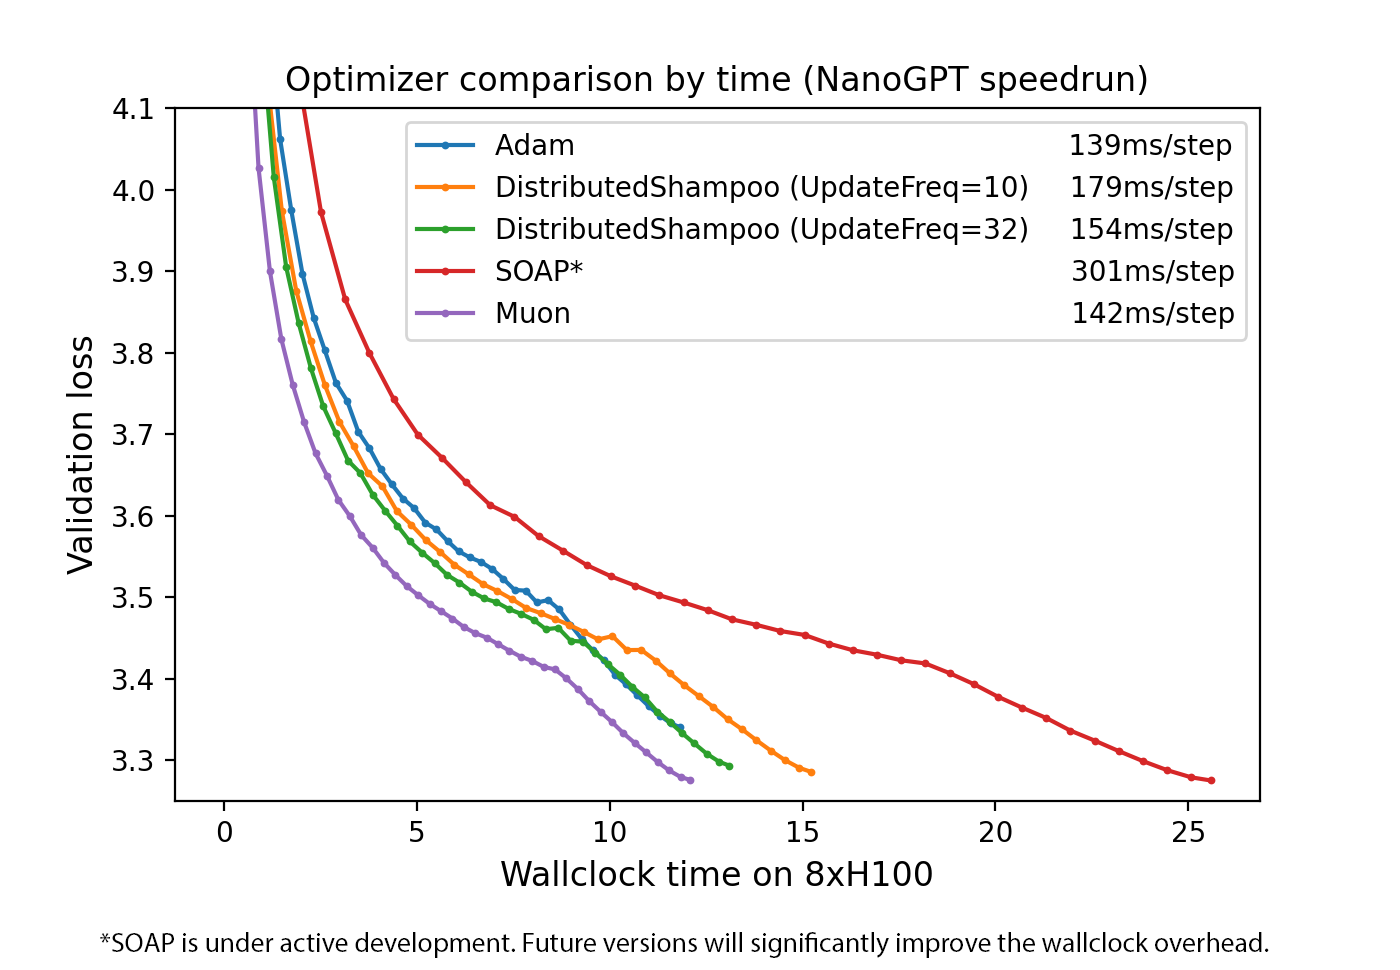 Optimizer comparison by time (NanoGPT speedrun)
4.1
4.0
3.9
3.8
3.7
3.6
3.5
3.4
3.3
Validation loss
Adam 139ms/step
DistributedShampoo (UpdateFreq=10) 179ms/step
DistributedShampoo (UpdateFreq=32) 154ms/step
SOAP* 301ms/step
Muon 142ms/step
0 5 10 15 20 25
Wallclock time on 8xH100
*SOAP is under active development. Future versions will significantly improve the wallclock overhead.